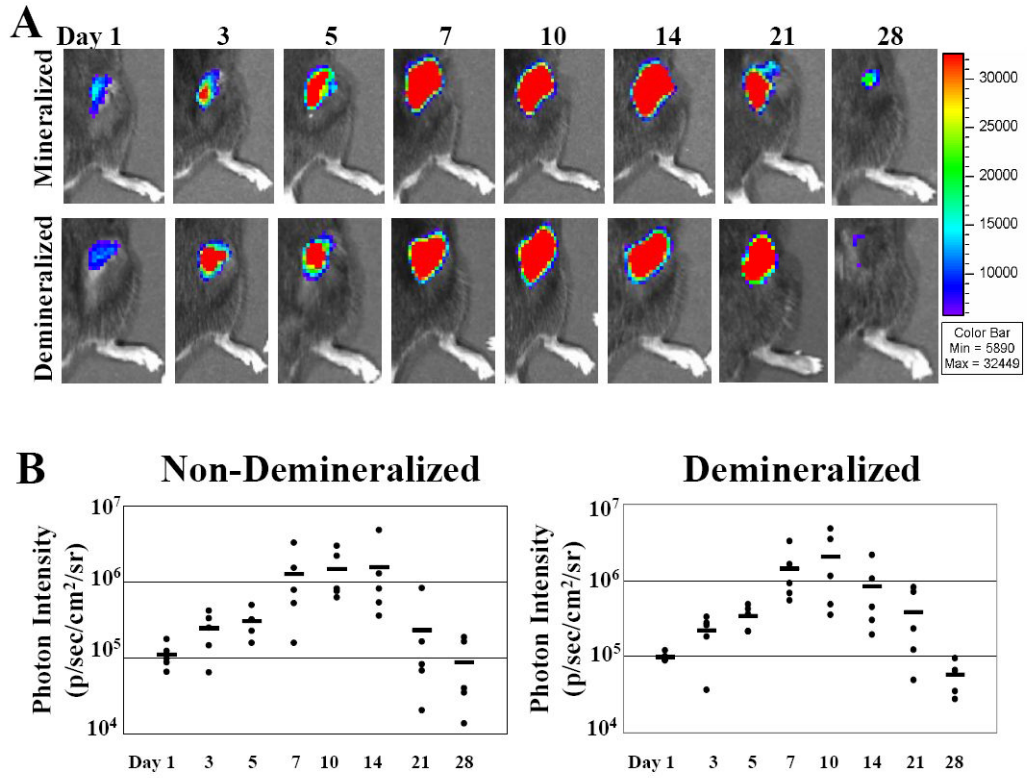 A
Day 1 3 5 7 10 14 21 28
Mineralized
Demineralized
30000
25000
20000
15000
10000
Color Bar
Min = 5890
Max = 32449
B
Non-Demineralized
Photon Intensity
(p/sec/cm²/sr)
10⁷
10⁶
10⁵
10⁴
Day 1 3 5 7 10 14 21 28
Demineralized
Photon Intensity
(p/sec/cm²/sr)
10⁷
10⁶
10⁵
10⁴
Day 1 3 5 7 10 14 21 28